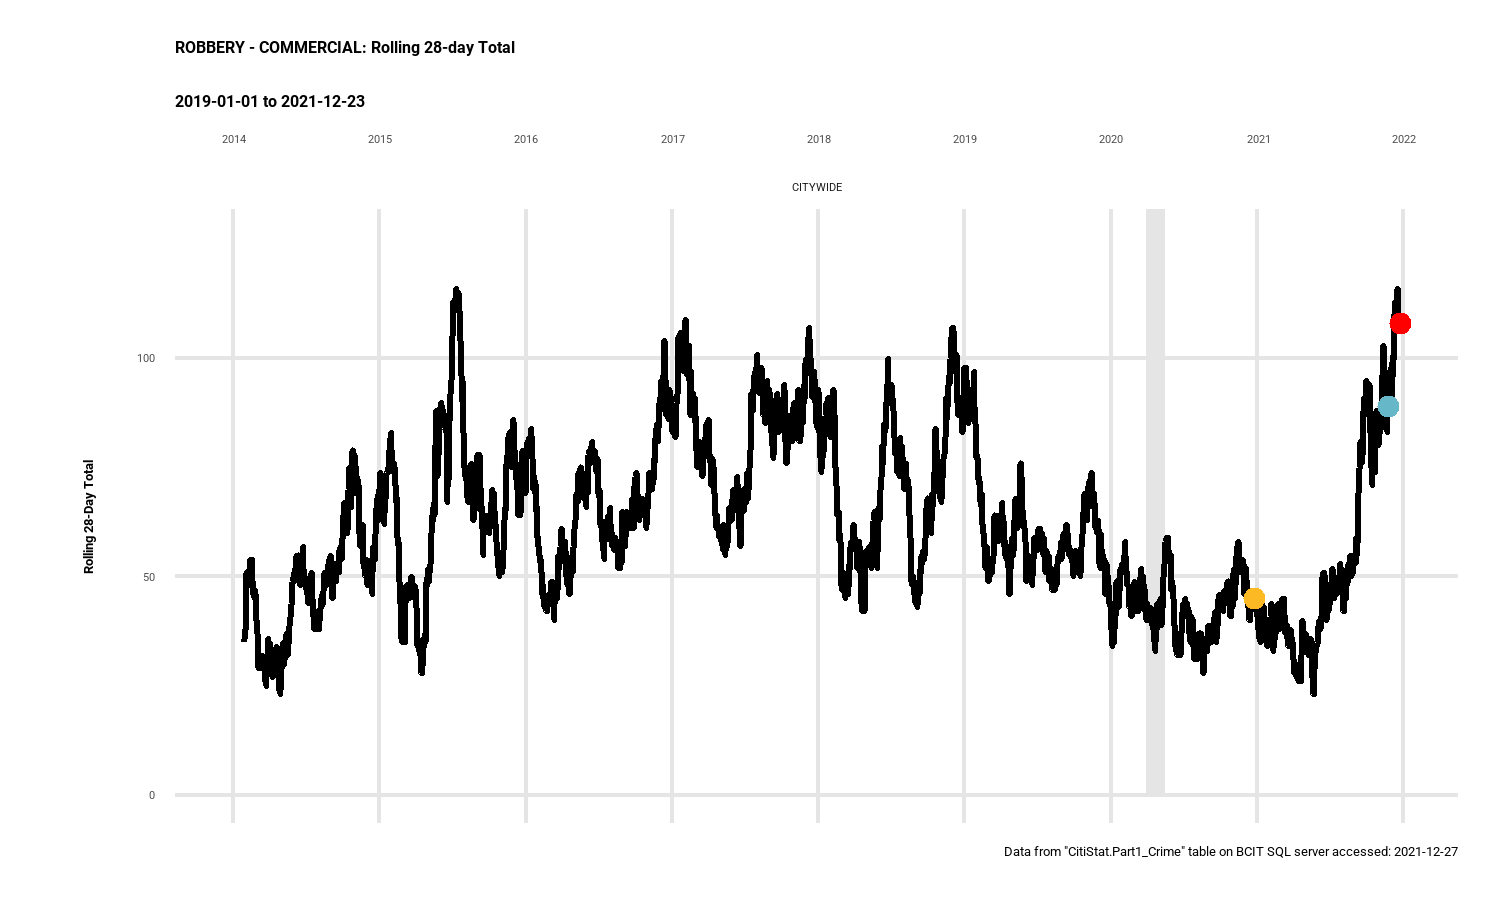 ROBBERY - COMMERCIAL: Rolling 28-day Total
2019-01-01 to 2021-12-23
2014 2015 2016 2017 2018 2019 2020 2021 2022
CITYWIDE
100
50
0
Rolling 28-Day Total
Data from "CitiStat.Part1_Crime" table on BCIT SQL server accessed: 2021-12-27